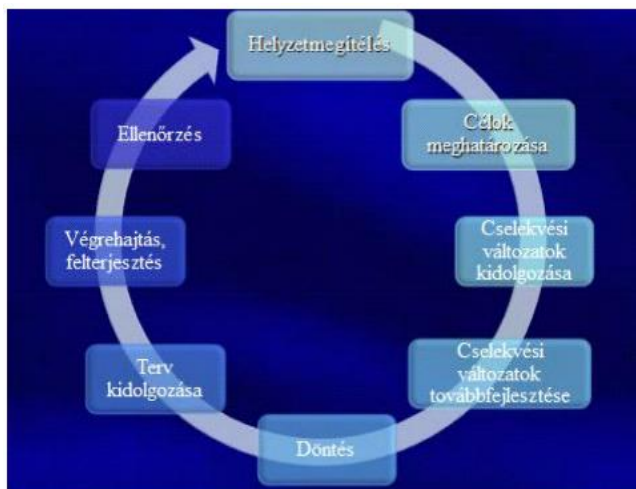 Helyzetmegítélés
Célok
meghatározása
Cselekvési
változatok
kidolgozása
Cselekvési
változatok
továbbfejlesztése
Döntés
Terv
kidolgozása
Végrehajtás,
felterjesztés
Ellenőrzés